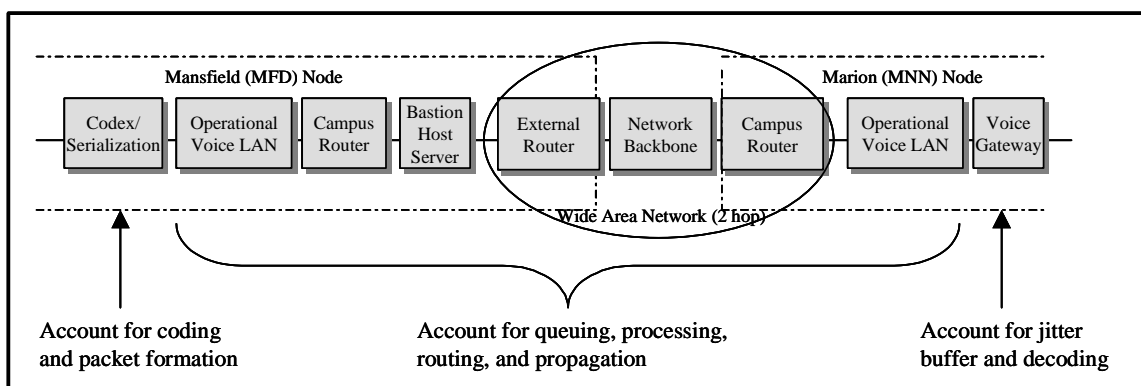 Mansfield (MFD) Node
Marion (MNN) Node
Codex/
Serialization
Operational
Voice LAN
Campus
Router
Bastion
Host
Server
External
Router
Network
Backbone
Campus
Router
Operational
Voice LAN
Voice
Gateway
Wide Area Network (2 hop)
Account for coding
and packet formation
Account for queuing, processing,
routing, and propagation
Account for jitter
buffer and decoding